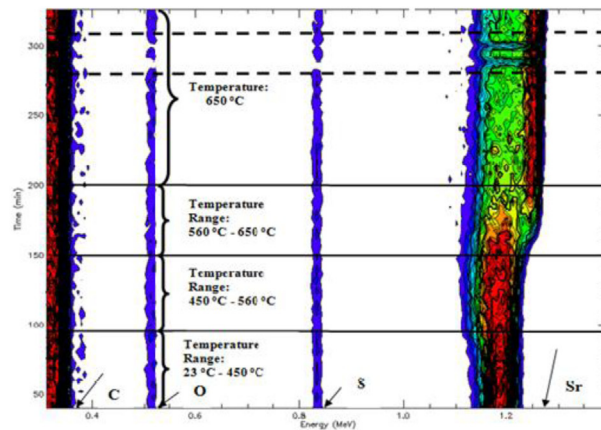 300
250
200
150
100
50
Time (min)
Temperature:
650 °C
Temperature
Range:
560 °C - 650 °C
Temperature
Range:
450 °C - 560 °C
Temperature
Range:
23 °C - 450 °C
C
O
S
Sr
0.4
0.6
0.8
1.0
1.2
Energy (MeV)